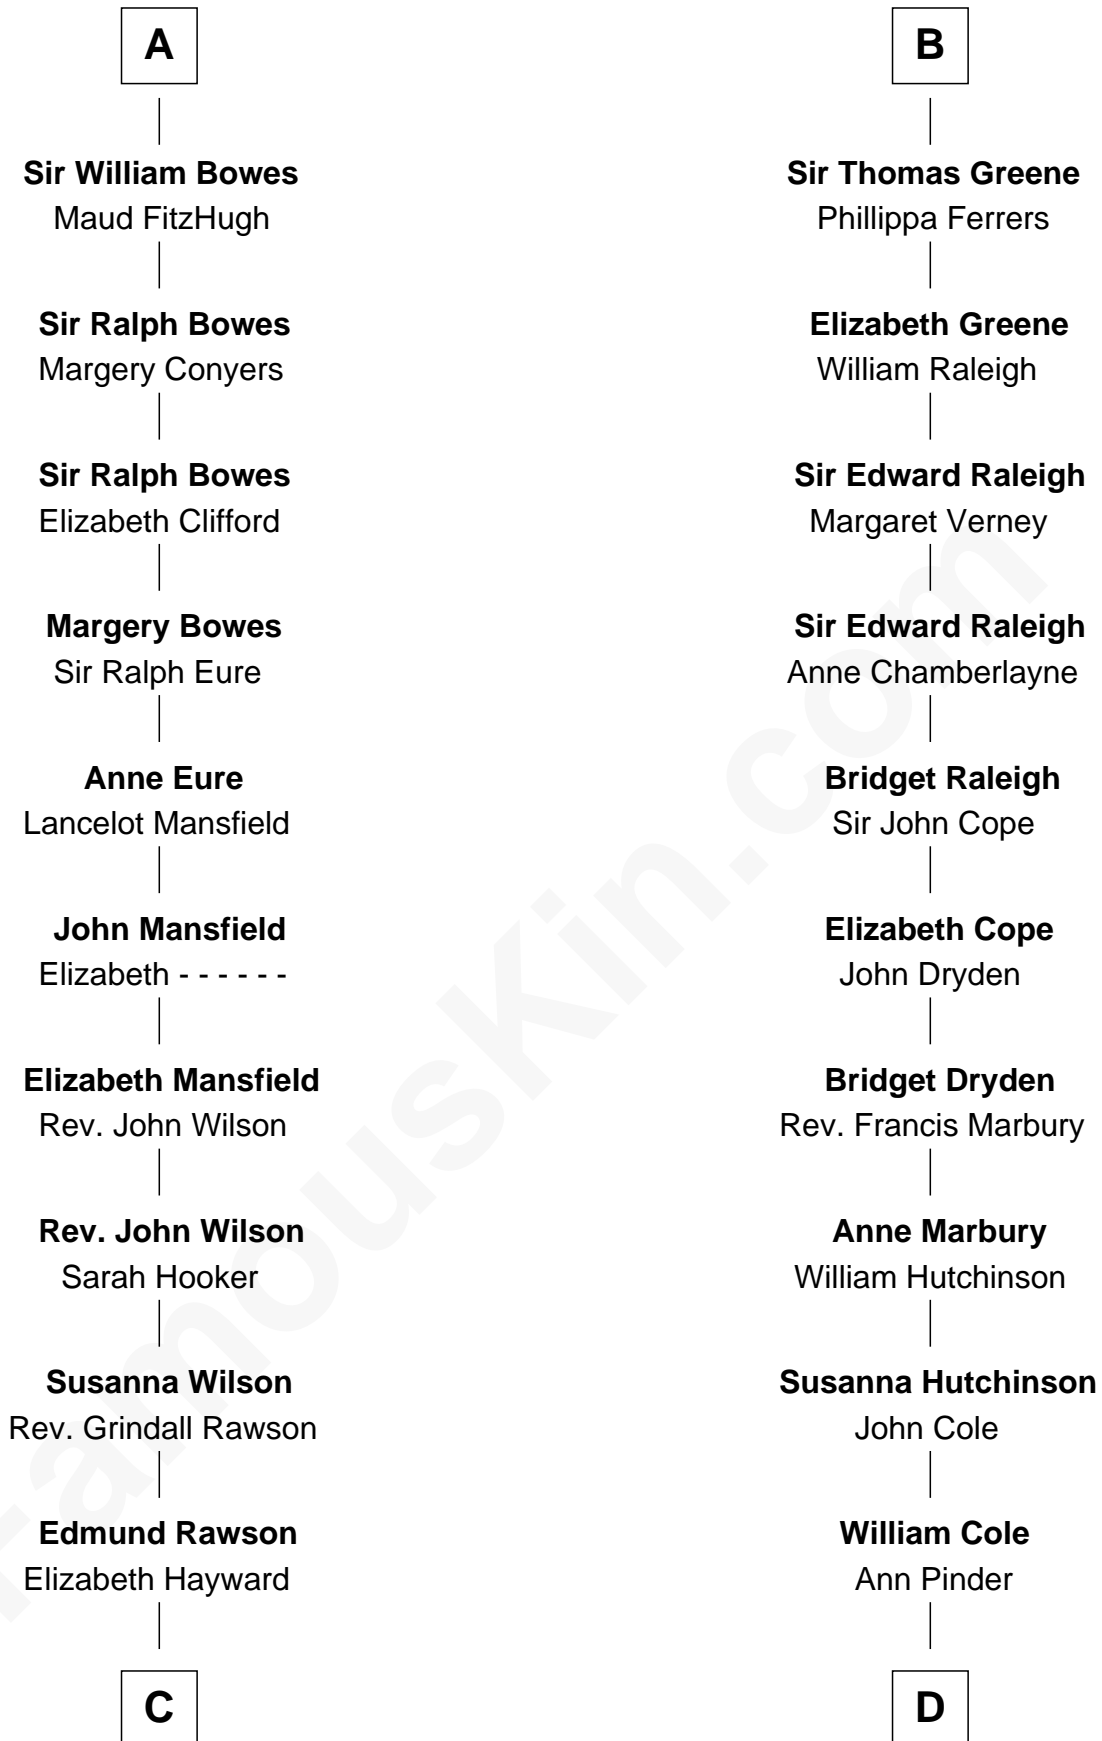 A
Sir William Bowes
Maud FitzHugh
Sir Ralph Bowes
Margery Conyers
Sir Ralph Bowes
Elizabeth Clifford
Margery Bowes
Sir Ralph Eure
Anne Eure
Lancelot Mansfield
John Mansfield
Elizabeth - - - - - -
Elizabeth Mansfield
Rev. John Wilson
Rev. John Wilson
Sarah Hooker
Susanna Wilson
Rev. Grindall Rawson
Edmund Rawson
Elizabeth Hayward
C
B
Sir Thomas Greene
Phillippa Ferrers
Elizabeth Greene
William Raleigh
Sir Edward Raleigh
Margaret Verney
Sir Edward Raleigh
Anne Chamberlayne
Bridget Raleigh
Sir John Cope
Elizabeth Cope
John Dryden
Bridget Dryden
Rev. Francis Marbury
Anne Marbury
William Hutchinson
Susanna Hutchinson
John Cole
William Cole
Ann Pinder
D
FamousKin.com